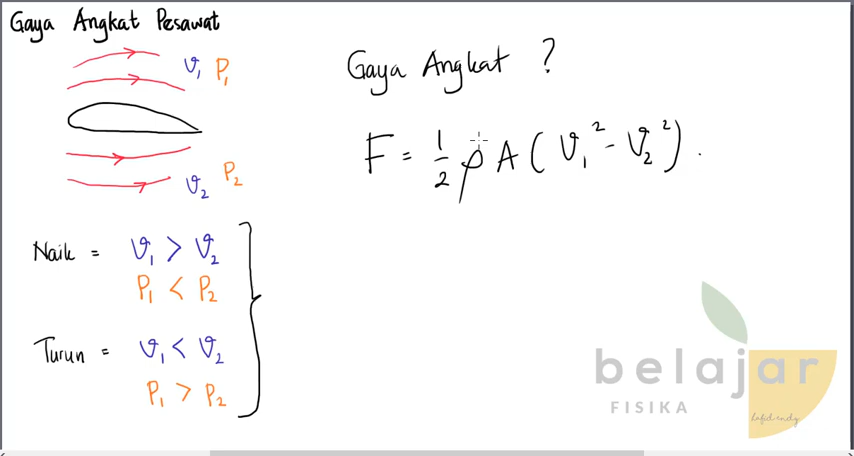 Gaya Angkat Pesawat
v₁ P₁
v₂ P₂
Naik = v₁ > v₂
P₁ < P₂
Turun = v₁ < v₂
P₁ > P₂
Gaya Angkat ?
F = 1/2 ρ A ( v₁² - v₂² ) .
belajar
FISIKA